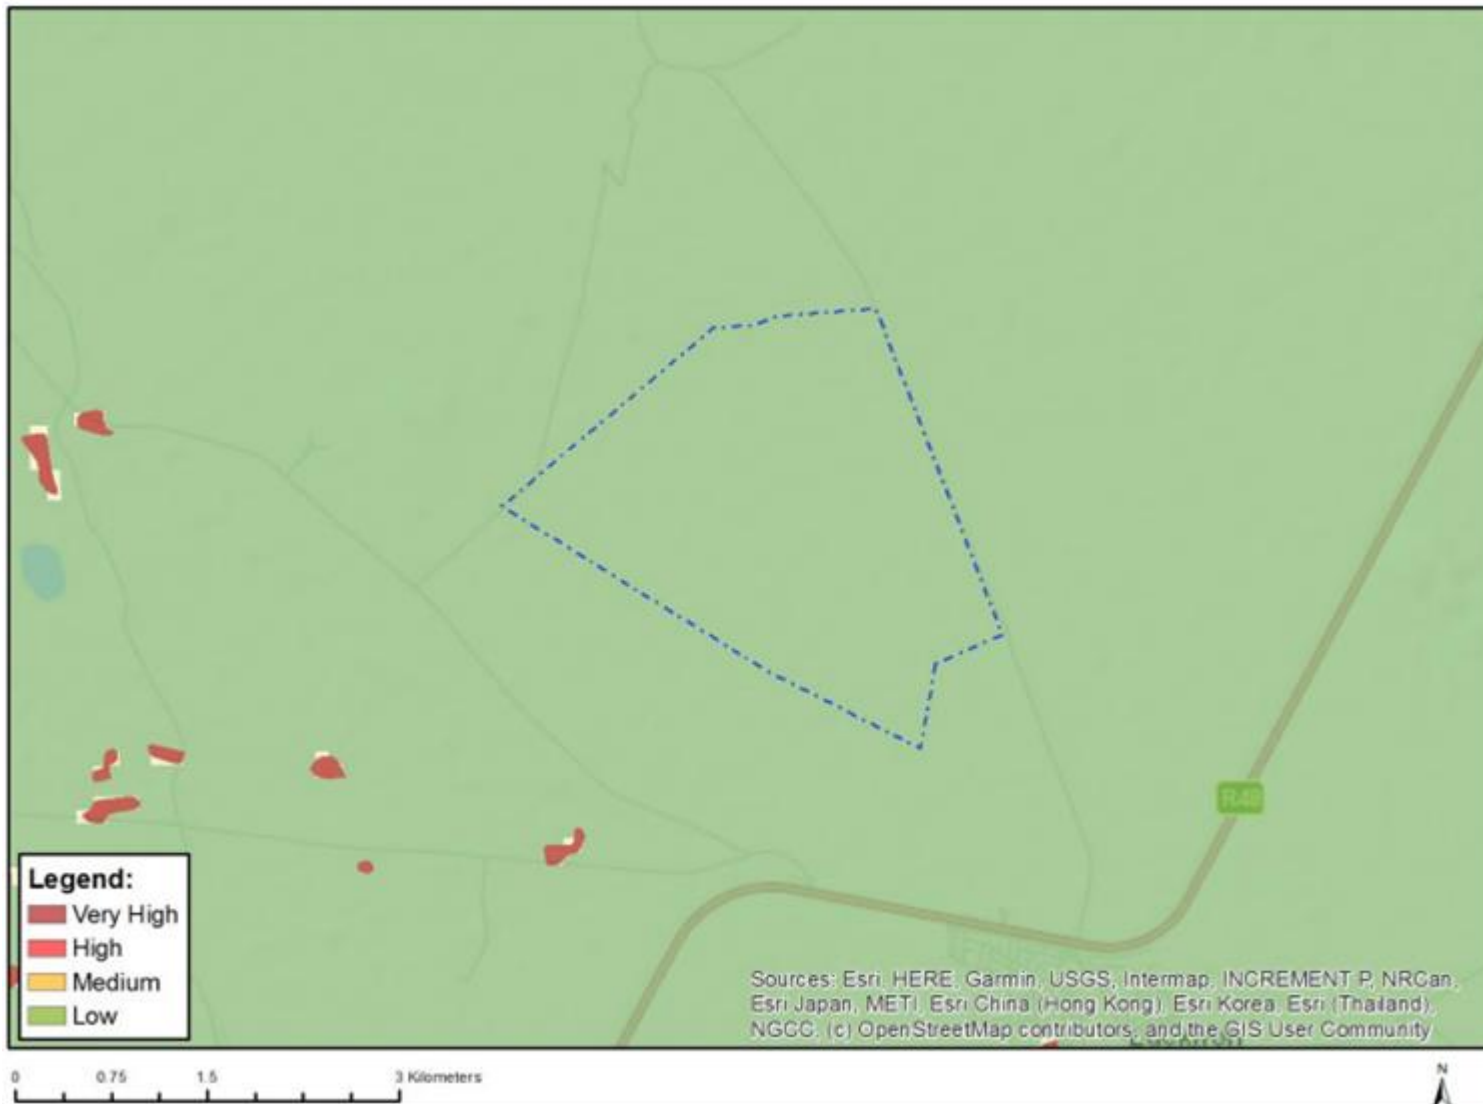 R48
Legend:
Very High
High
Medium
Low
Sources: Esri, HERE, Garmin, USGS, Intermap, INCREMENT P, NRCan,
Esri Japan, METI, Esri China (Hong Kong), Esri Korea, Esri (Thailand),
NGCC, (c) OpenStreetMap contributors, and the GIS User Community
0 0.75 1.5 3 Kilometers
N